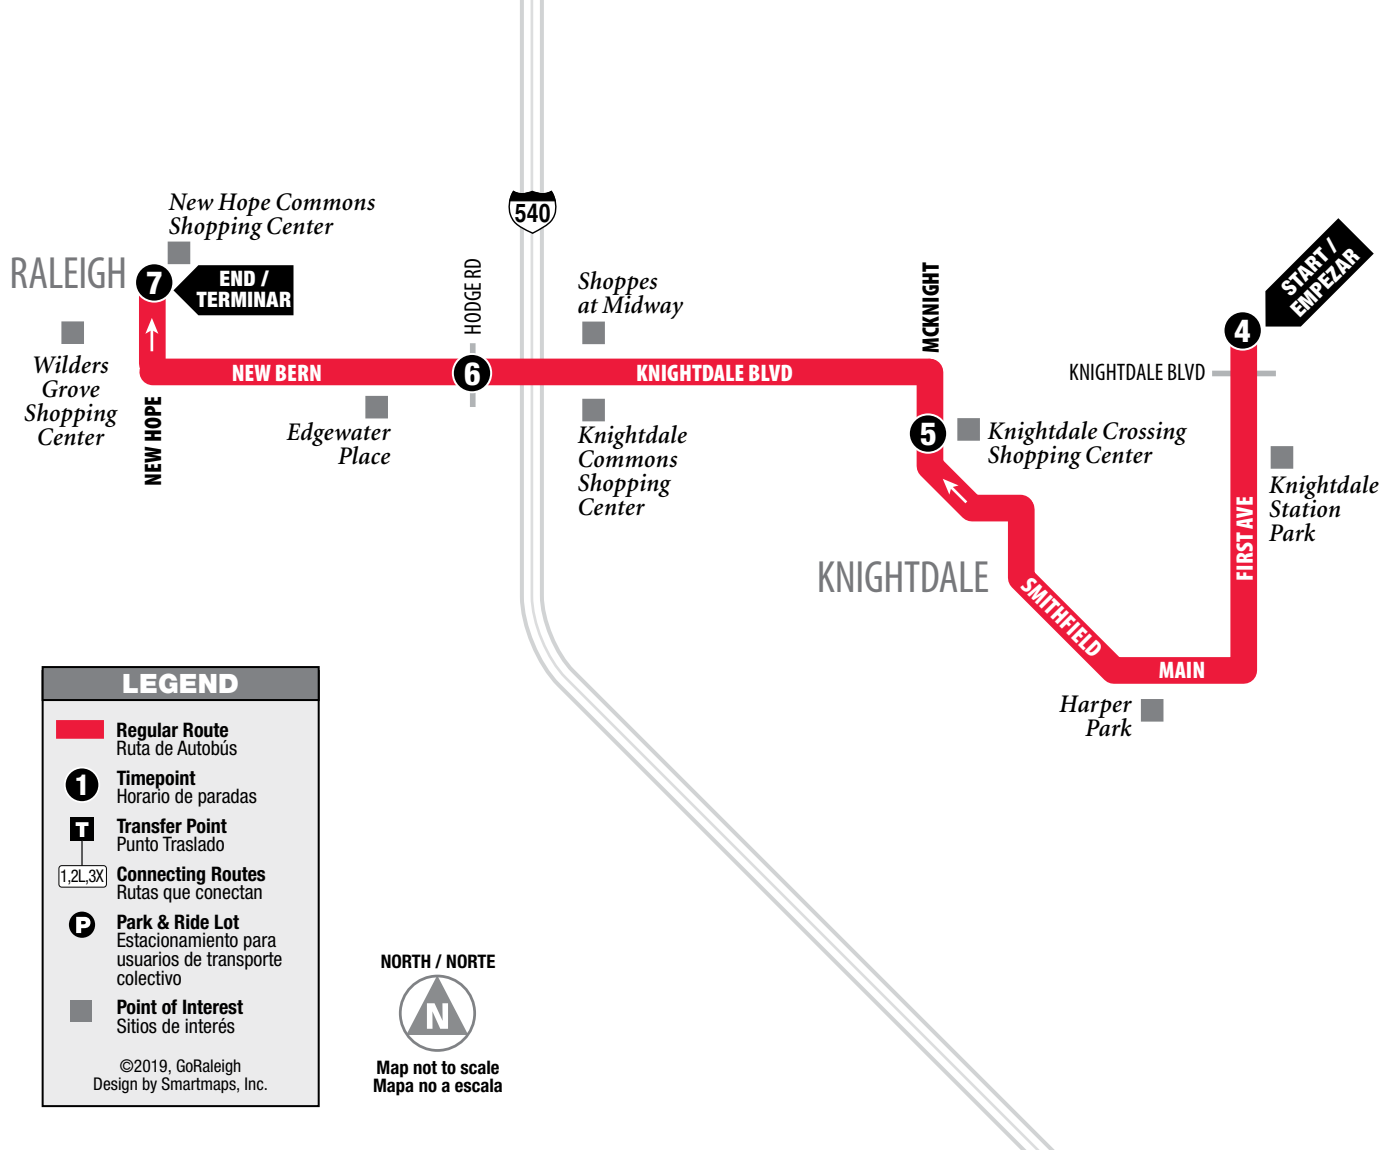 New Hope Commons
Shopping Center
RALEIGH
7
END /
TERMINAR
Wilders
Grove
Shopping
Center
NEW HOPE
NEW BERN
Edgewater
Place
HODGE RD
6
540
Shoppes
at Midway
KNIGHTDALE BLVD
Knightdale
Commons
Shopping
Center
MCKNIGHT
5
Knightdale Crossing
Shopping Center
START /
EMPEZAR
4
KNIGHTDALE BLVD
Knightdale
Station
Park
FIRST AVE
KNIGHTDALE
SMITHFIELD
MAIN
Harper
Park
LEGEND
Regular Route
Ruta de Autobús
1
Timepoint
Horario de paradas
T
Transfer Point
Punto Traslado
1,2L,3X
Connecting Routes
Rutas que conectan
P
Park & Ride Lot
Estacionamiento para
usuarios de transporte
colectivo
Point of Interest
Sitios de interés
©2019, GoRaleigh
Design by Smartmaps, Inc.
NORTH / NORTE
N
Map not to scale
Mapa no a escala